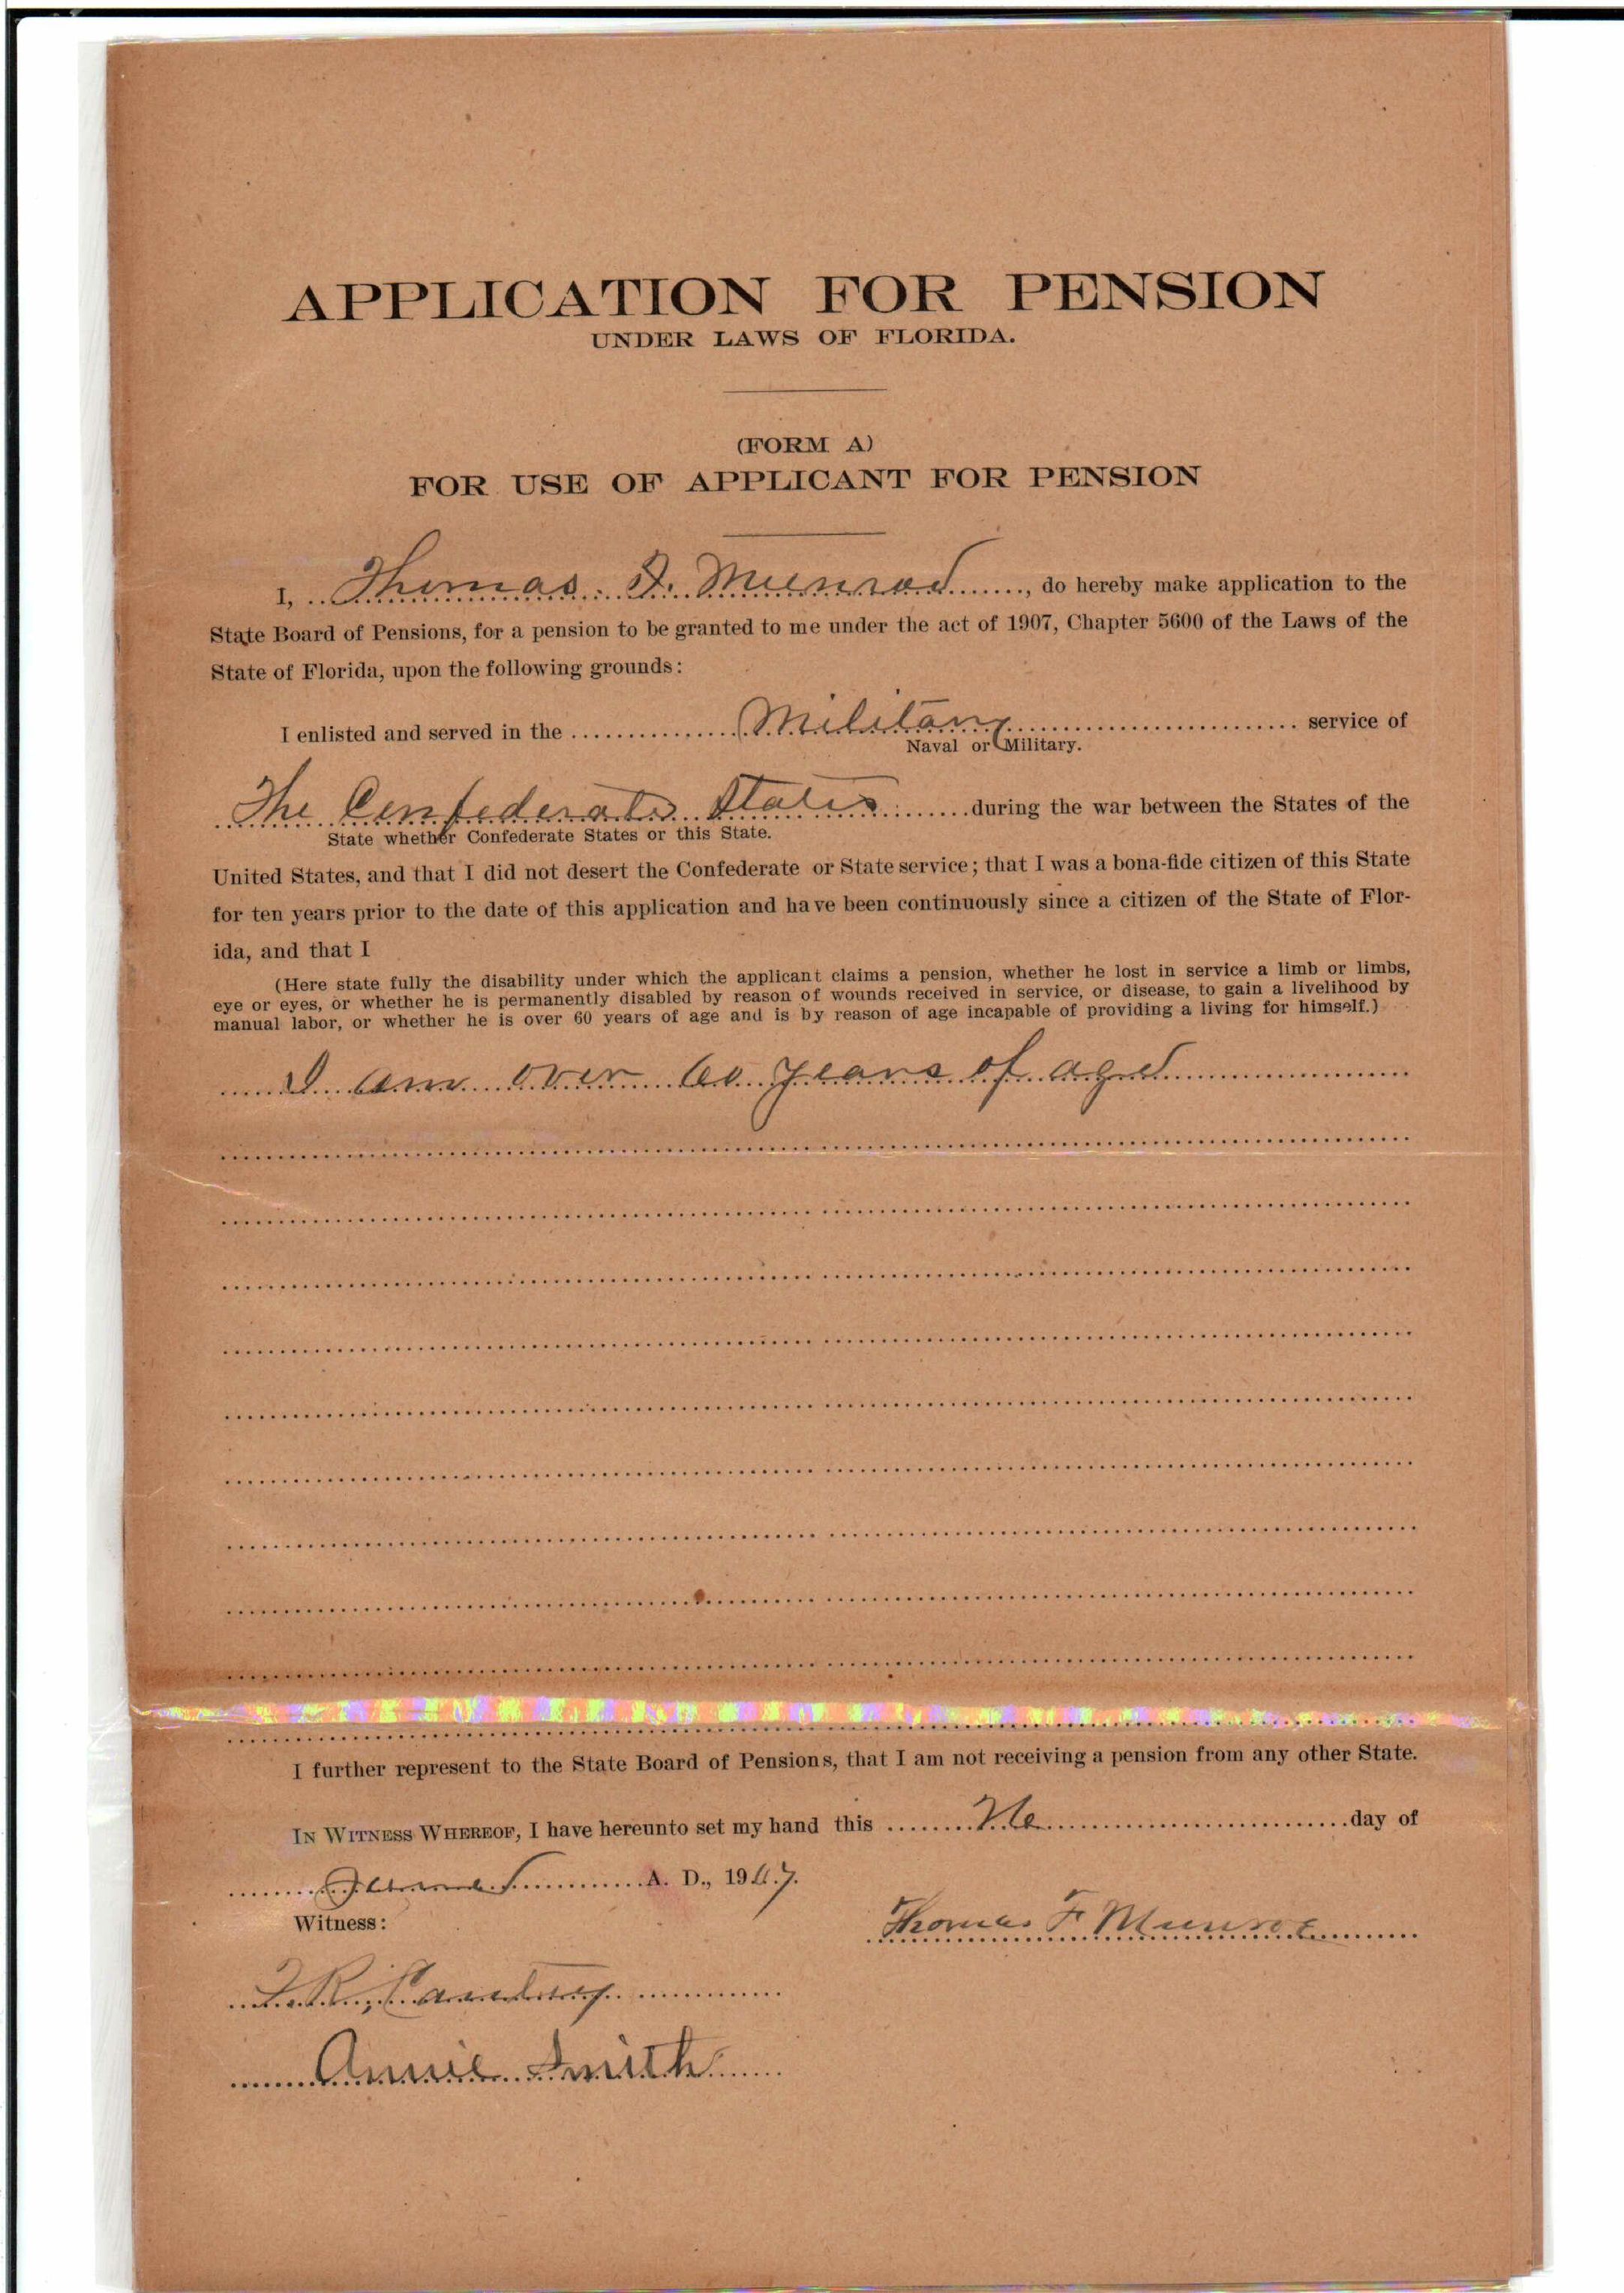 APPLICATION FOR PENSION
UNDER LAWS OF FLORIDA.
(FORM A)
FOR USE OF APPLICANT FOR PENSION
I, Thomas F. Munroe, do hereby make application to the
State Board of Pensions, for a pension to be granted to me under the act of 1907, Chapter 5600 of the Laws of the
State of Florida, upon the following grounds:
I enlisted and served in the Military service of
Naval or Military.
The Confederate States during the war between the States of the
State whether Confederate States or this State.
United States, and that I did not desert the Confederate or State service; that I was a bona-fide citizen of this State
for ten years prior to the date of this application and have been continuously since a citizen of the State of Flor-
ida, and that I
(Here state fully the disability under which the applicant claims a pension, whether he lost in service a limb or limbs,
eye or eyes, or whether he is permanently disabled by reason of wounds received in service, or disease, to gain a livelihood by
manual labor, or whether he is over 60 years of age and is by reason of age incapable of providing a living for himself.)
I am over 60 years of age
I further represent to the State Board of Pensions, that I am not receiving a pension from any other State.
IN WITNESS WHEREOF, I have hereunto set my hand this day of
June A. D., 1907.
Witness:
Thomas F Munroe
Annie Smith